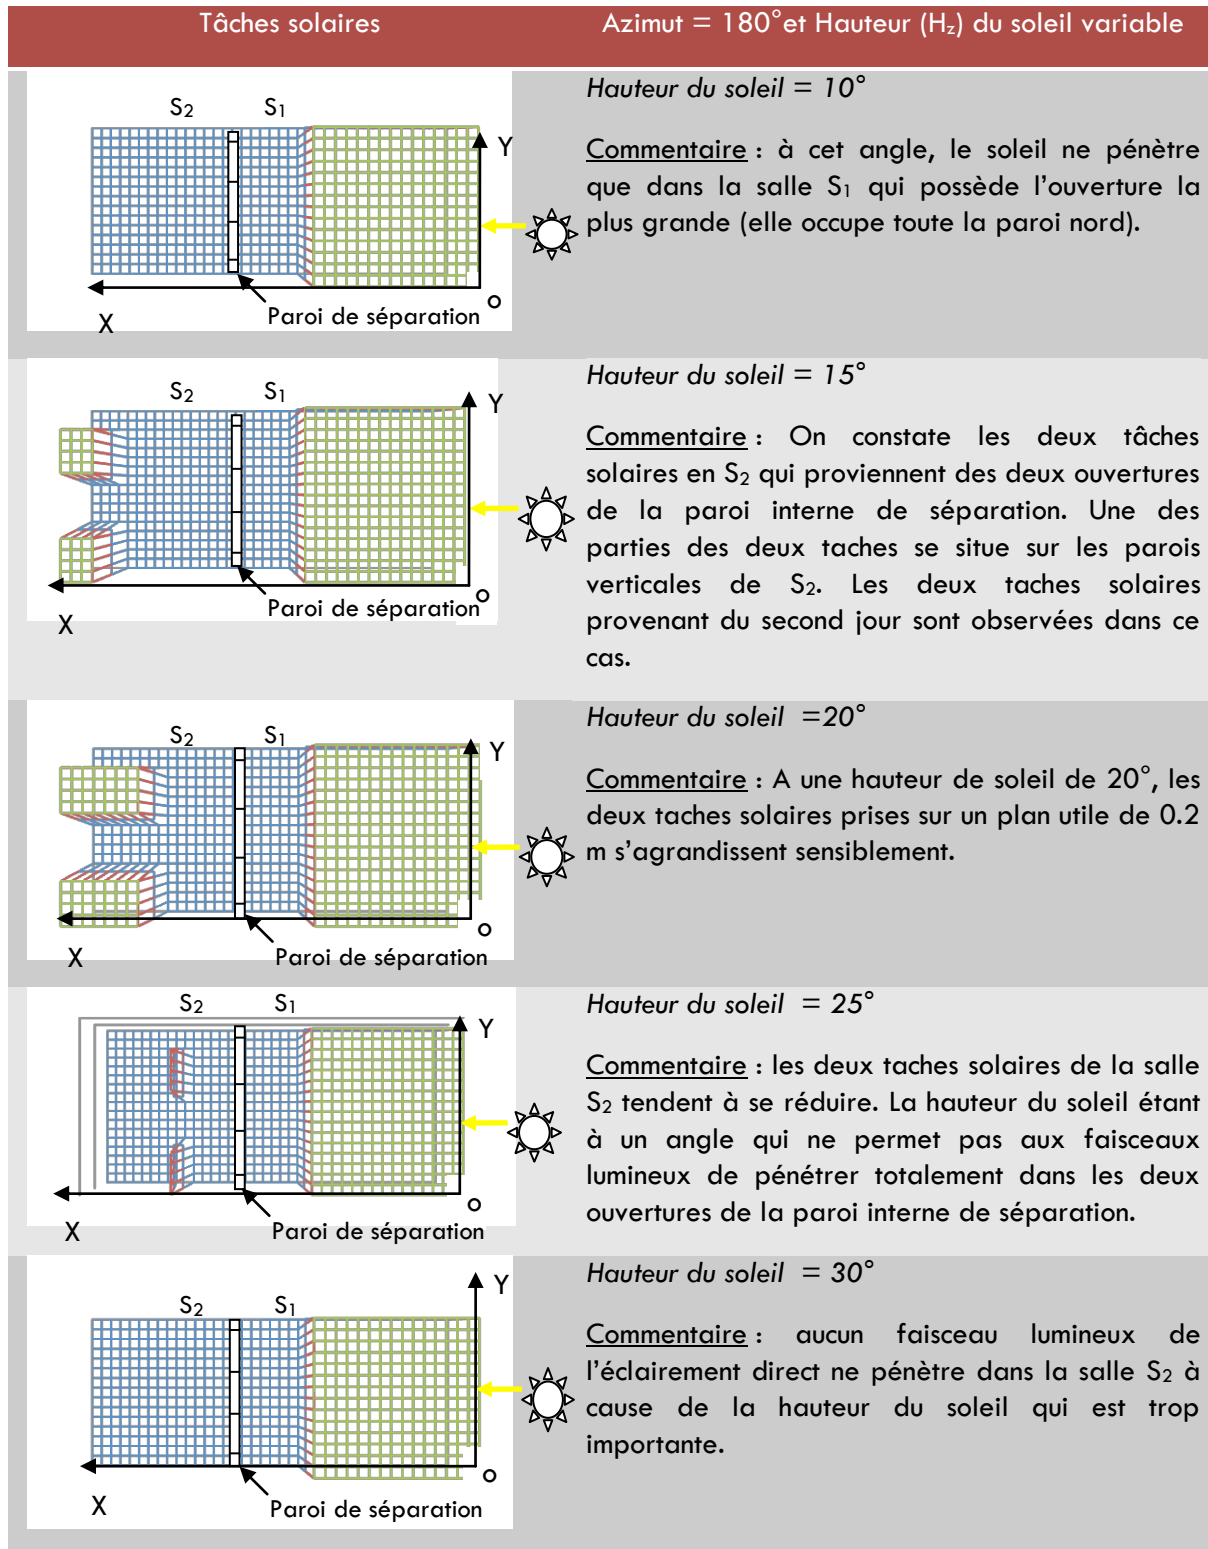 Tâches solaires
Azimut = 180° et Hauteur (Hz) du soleil variable
S2 S1
Y
X
O
Paroi de séparation
Hauteur du soleil = 10°
Commentaire : à cet angle, le soleil ne pénètre
que dans la salle S1 qui possède l’ouverture la
plus grande (elle occupe toute la paroi nord).
S2 S1
Y
X
O
Paroi de séparation
Hauteur du soleil = 15°
Commentaire : On constate les deux tâches
solaires en S2 qui proviennent des deux ouvertures
de la paroi interne de séparation. Une des
parties des deux taches se situe sur les parois
verticales de S2. Les deux taches solaires
provenant du second jour sont observées dans ce
cas.
S2 S1
Y
X
O
Paroi de séparation
Hauteur du soleil =20°
Commentaire : A une hauteur de soleil de 20°, les
deux taches solaires prises sur un plan utile de 0.2
m s’agrandissent sensiblement.
S2 S1
Y
X
O
Paroi de séparation
Hauteur du soleil = 25°
Commentaire : les deux taches solaires de la salle
S2 tendent à se réduire. La hauteur du soleil étant
à un angle qui ne permet pas aux faisceaux
lumineux de pénétrer totalement dans les deux
ouvertures de la paroi interne de séparation.
S2 S1
Y
X
O
Paroi de séparation
Hauteur du soleil = 30°
Commentaire : aucun faisceau lumineux de
l’éclairement direct ne pénètre dans la salle S2 à
cause de la hauteur du soleil qui est trop
importante.